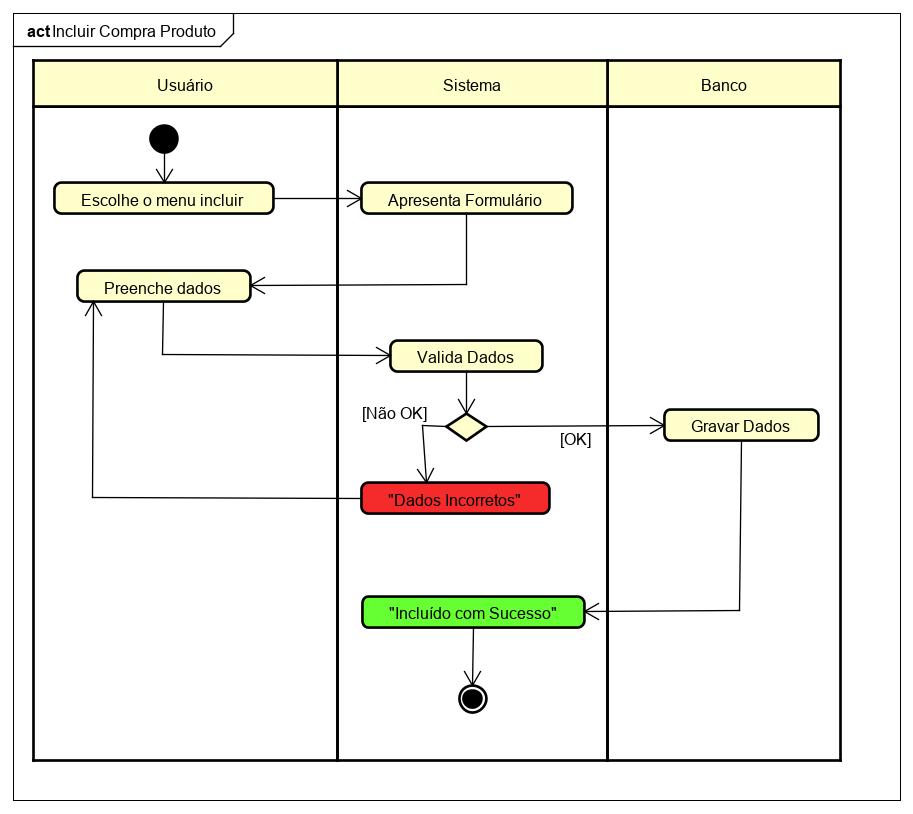 act Incluir Compra Produto
Usuário
Sistema
Banco
Escolhe o menu incluir
Apresenta Formulário
Preenche dados
Valida Dados
[Não OK]
[OK]
Gravar Dados
"Dados Incorretos"
"Incluído com Sucesso"